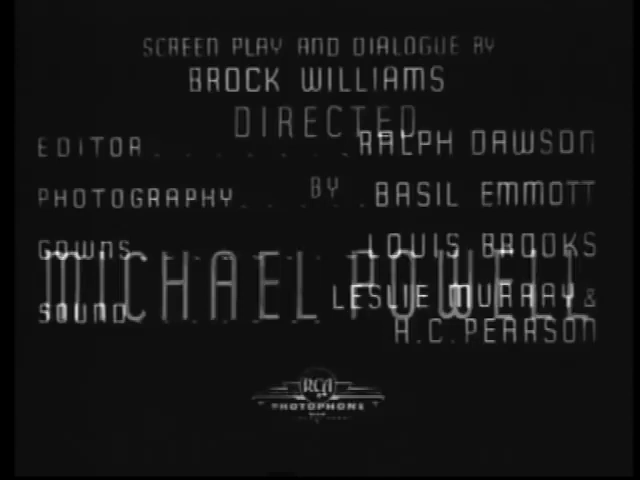 SCREEN PLAY AND DIALOGUE BY
BROCK WILLIAMS
DIRECTED
EDITOR. . . . . . . RALPH DAWSON
BY
PHOTOGRAPHY. . . . . BASIL EMMOTT
GOWNS. . . . . . LOUIS BROOKS
MICHAEL POWELL
SOUND. . . . . LESLIE MURRAY &
H.C. PEARSON
RCA
PHOTOPHONE